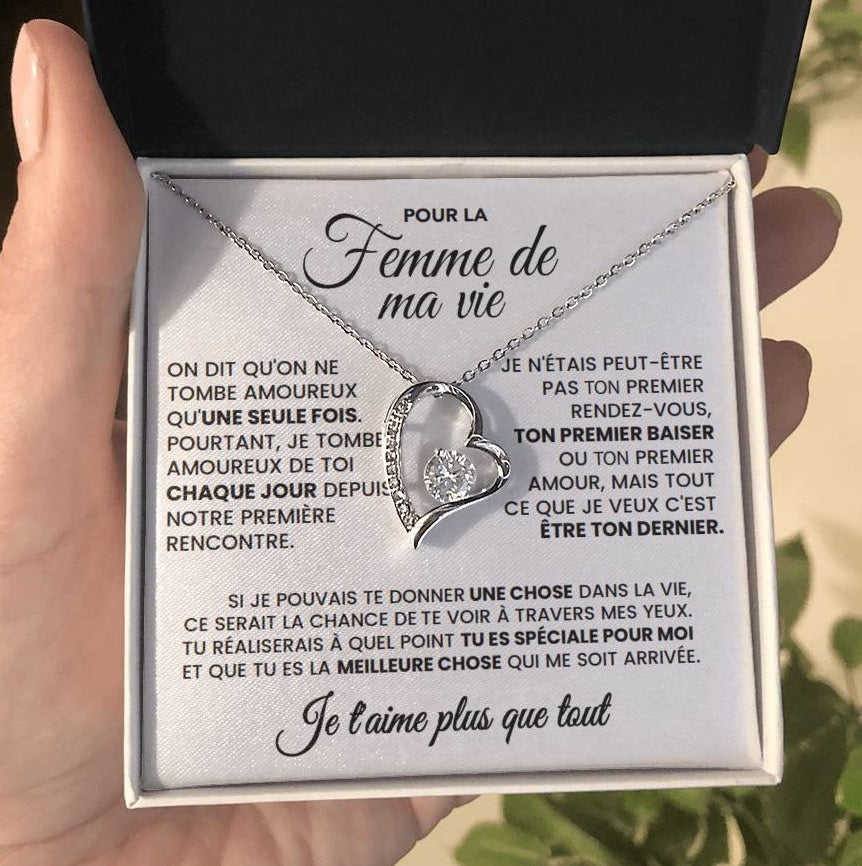 POUR LA
Femme de
ma vie
ON DIT QU'ON NE
TOMBE AMOUREUX
QU'UNE SEULE FOIS.
POURTANT, JE TOMBE
AMOUREUX DE TOI
CHAQUE JOUR DEPUIS
NOTRE PREMIÈRE
RENCONTRE.
JE N'ÉTAIS PEUT-ÊTRE
PAS TON PREMIER
RENDEZ-VOUS,
TON PREMIER BAISER
OU TON PREMIER
AMOUR, MAIS TOUT
CE QUE JE VEUX C'EST
ÊTRE TON DERNIER.
SI JE POUVAIS TE DONNER UNE CHOSE DANS LA VIE,
CE SERAIT LA CHANCE DE TE VOIR À TRAVERS MES YEUX.
TU RÉALISERAIS À QUEL POINT TU ES SPÉCIALE POUR MOI
ET QUE TU ES LA MEILLEURE CHOSE QUI ME SOIT ARRIVÉE.
Je t'aime plus que tout